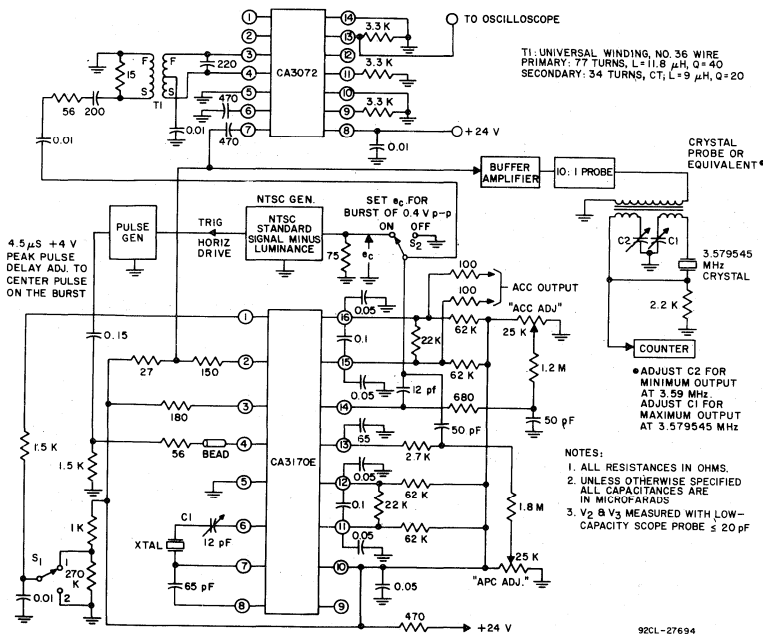 1
2
3
4
5
6
7
CA3072
14
13
12
11
10
9
8
3.3 K
3.3 K
3.3 K
TO OSCILLOSCOPE
T1: UNIVERSAL WINDING, NO. 36 WIRE
PRIMARY: 77 TURNS, L=11.8 μH, Q=40
SECONDARY: 34 TURNS, CT; L=9 μH, Q=20
F
F
15
S
S
T1
220
56
200
0.01
470
470
0.01
0.01
+24 V
BUFFER
AMPLIFIER
10:1 PROBE
CRYSTAL
PROBE OR
EQUIVALENT●
C2
C1
3.579545
MHz
CRYSTAL
2.2 K
COUNTER
● ADJUST C2 FOR
MINIMUM OUTPUT
AT 3.59 MHz.
ADJUST C1 FOR
MAXIMUM OUTPUT
AT 3.579545 MHz
4.5 μS +4 V
PEAK PULSE
DELAY ADJ. TO
CENTER PULSE
ON THE BURST
PULSE
GEN
TRIG
HORIZ
DRIVE
NTSC GEN.
NTSC
STANDARD
SIGNAL MINUS
LUMINANCE
SET ec FOR
BURST OF 0.4 V p-p
ON
OFF
S2
ec
75
0.15
27
150
180
56
BEAD
1.5 K
1.5 K
1K
S1
1
2
270
K
0.01
C1
12 pF
XTAL
65 pF
1
2
3
4
5
6
7
8
CA3170E
16
15
14
13
12
11
10
9
0.05
0.1
0.05
22K
100
100
ACC OUTPUT
62 K
62 K
"ACC ADJ"
25 K
1.2 M
12 pf
680
50 pF
50 pF
65
2.7 K
0.05
0.1
0.05
22 K
62 K
62 K
1.8 M
25 K
"APC ADJ."
0.05
470
+24 V
NOTES:
1. ALL RESISTANCES IN OHMS.
2. UNLESS OTHERWISE SPECIFIED
ALL CAPACITANCES ARE
IN MICROFARADS
3. V2 & V3 MEASURED WITH LOW-
CAPACITY SCOPE PROBE ≤ 20 pF
92CL-27694